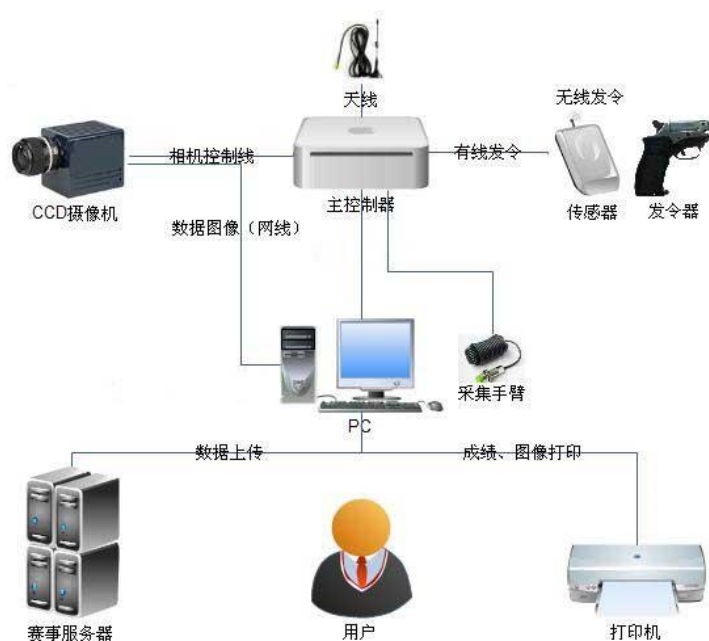 天线
无线发令
相机控制线
有线发令
CCD摄像机
主控制器
传感器
发令器
数据图像（网线）
采集手臂
PC
数据上传
成绩、图像打印
赛事服务器
用户
打印机